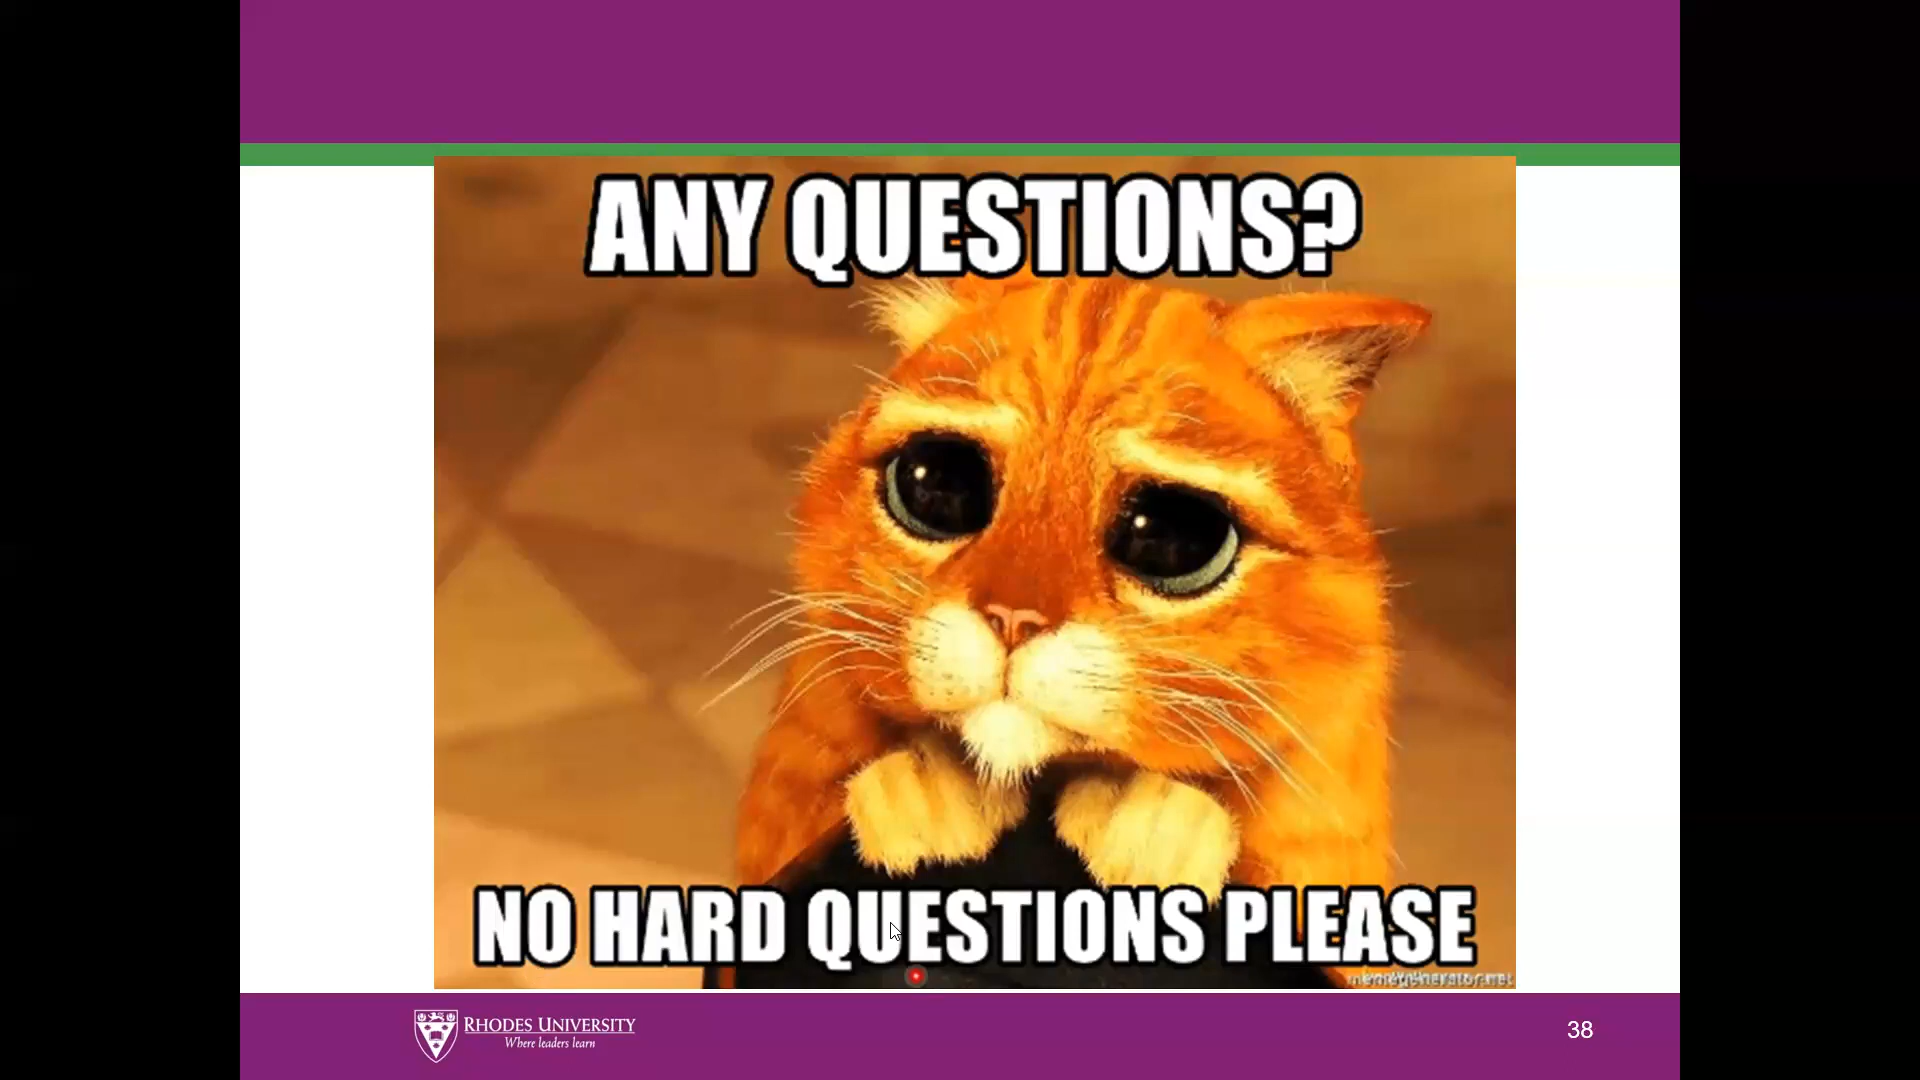 ANY QUESTIONS?
NO HARD QUESTIONS PLEASE
RHODES UNIVERSITY
Where leaders learn
38